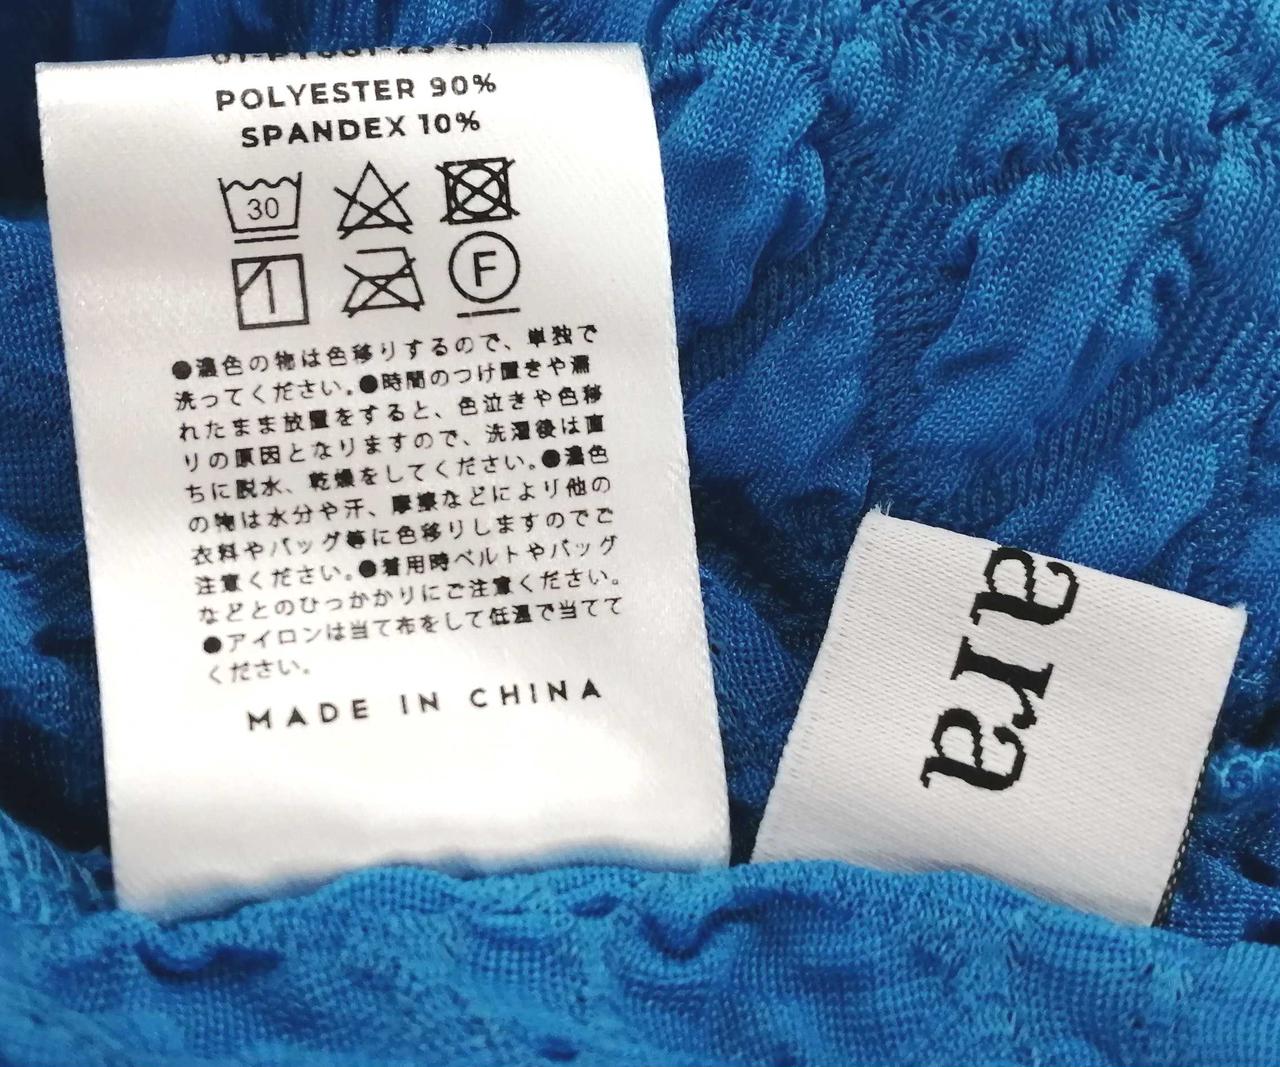 POLYESTER 90%
SPANDEX 10%
30
F
●濃色の物は色移りするので、単独で
洗ってください。●時間のつけ置きや濡
れたまま放置をすると、色泣きや色移
りの原因となりますので、洗濯後は直
ちに脱水、乾燥をしてください。●濃色
の物は水分や汗、摩擦などにより他の
衣料やバッグ等に色移りしますのでご
注意ください。●着用時ベルトやバッグ
などとのひっかかりにご注意ください。
●アイロンは当て布をして低温で当てて
ください。
MADE IN CHINA
ara